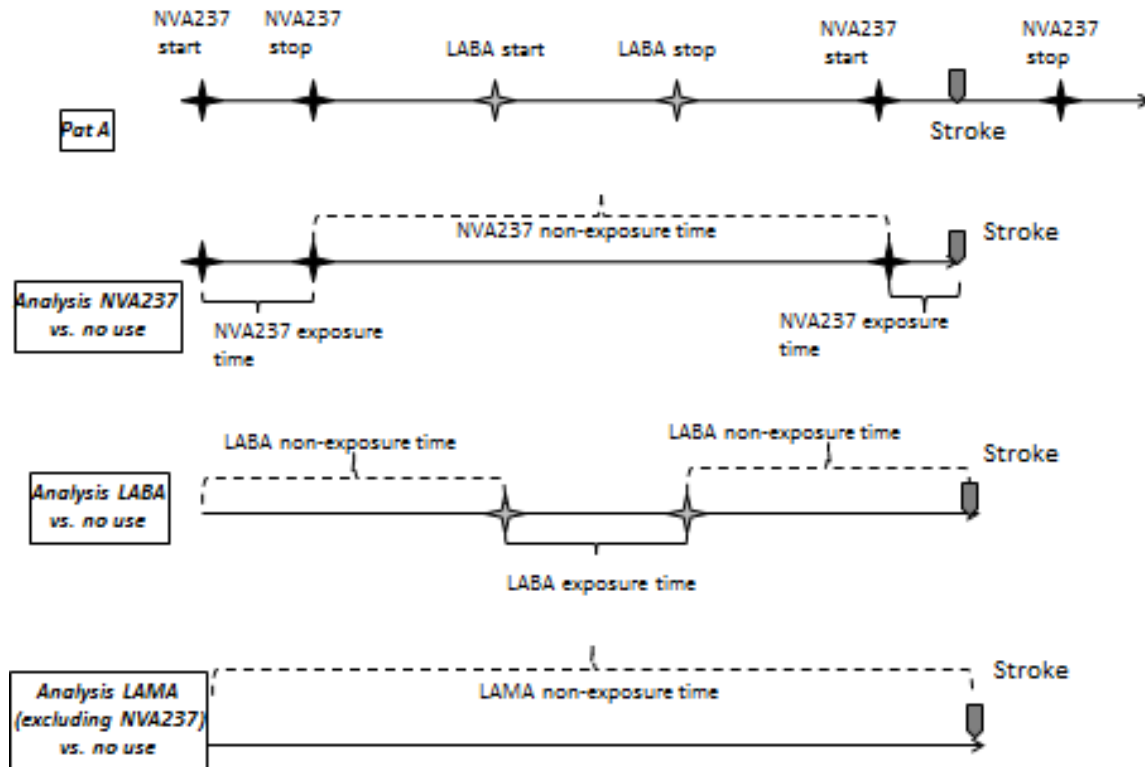 NVA237
start
NVA237
stop
LABA start
LABA stop
NVA237
start
NVA237
stop
Pat A
Stroke
NVA237 non-exposure time
Stroke
Analysis NVA237
vs. no use
NVA237 exposure
time
NVA237 exposure
time
LABA non-exposure time
LABA non-exposure time
Stroke
Analysis LABA
vs. no use
LABA exposure time
Stroke
Analysis LAMA
(excluding NVA237)
vs. no use
LAMA non-exposure time